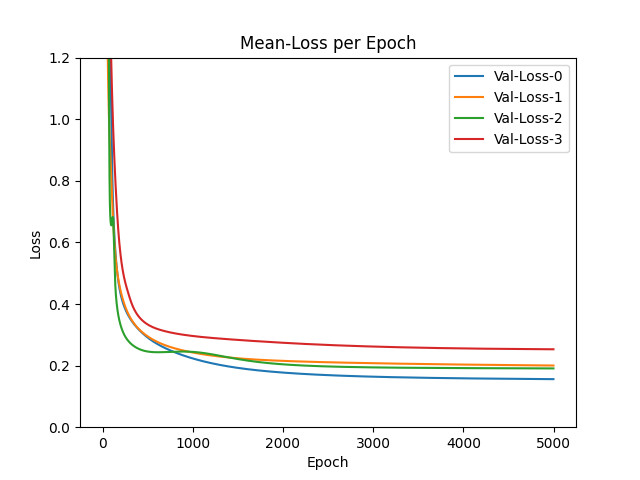 Mean-Loss per Epoch
1.2
1.0
0.8
0.6
0.4
0.2
0.0
Loss
Val-Loss-0
Val-Loss-1
Val-Loss-2
Val-Loss-3
0 1000 2000 3000 4000 5000
Epoch